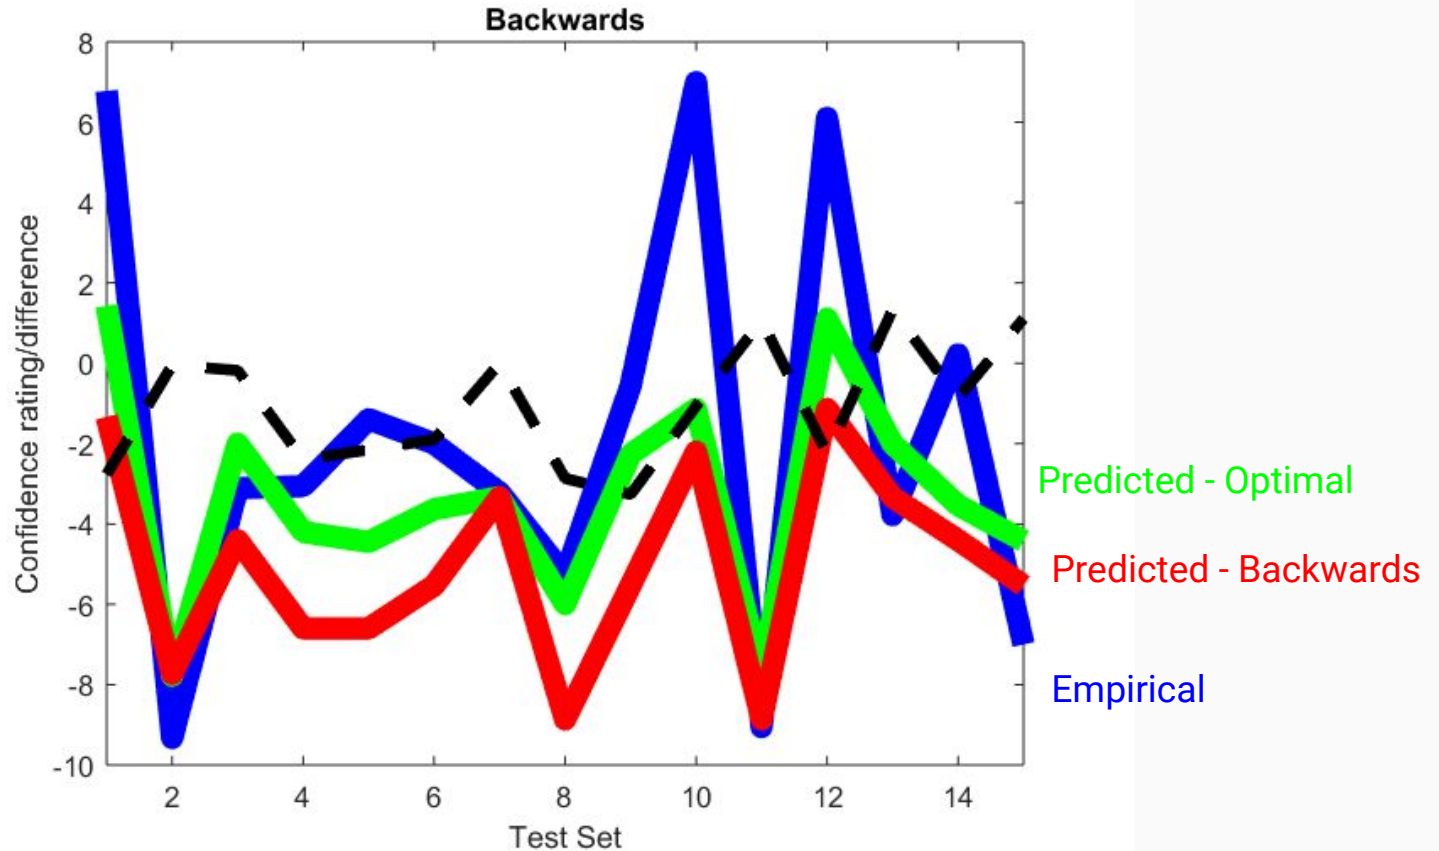 Backwards
8
6
4
2
0
-2
-4
-6
-8
-10
Confidence rating/difference
2 4 6 8 10 12 14
Test Set
Predicted - Optimal
Predicted - Backwards
Empirical